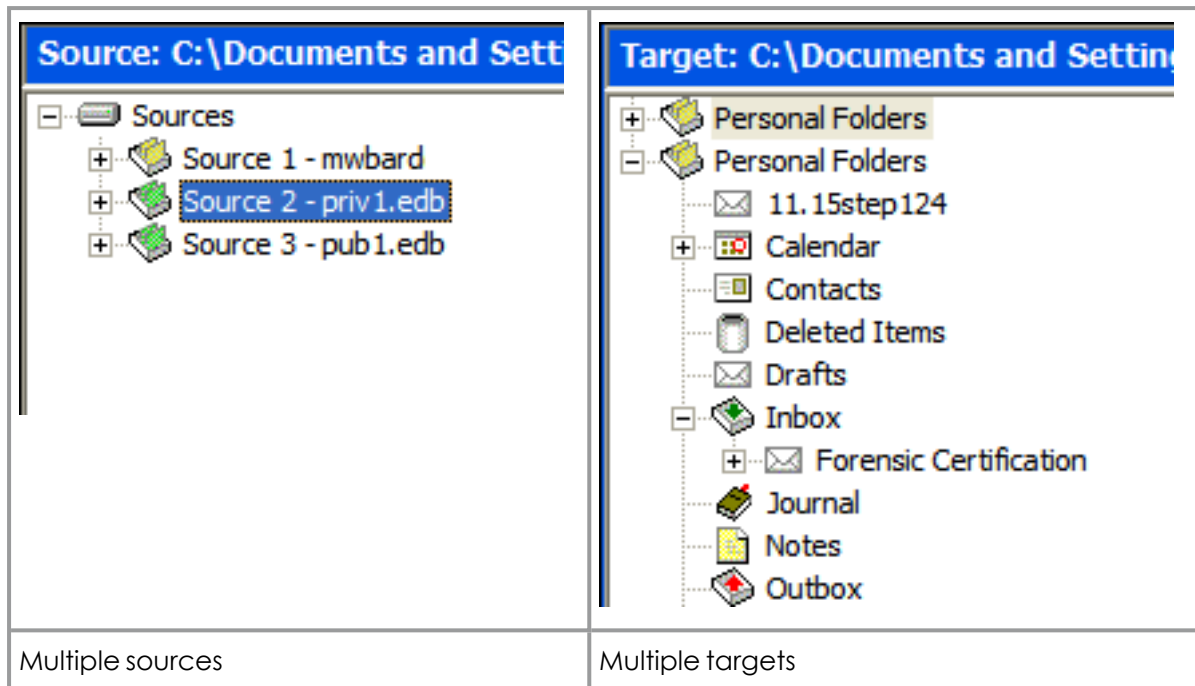 Source: C:\Documents and Sett
Sources
Source 1 - mwbard
Source 2 - priv1.edb
Source 3 - pub1.edb
Multiple sources
Target: C:\Documents and Setting
Personal Folders
Personal Folders
11.15step124
Calendar
Contacts
Deleted Items
Drafts
Inbox
Forensic Certification
Journal
Notes
Outbox
Multiple targets